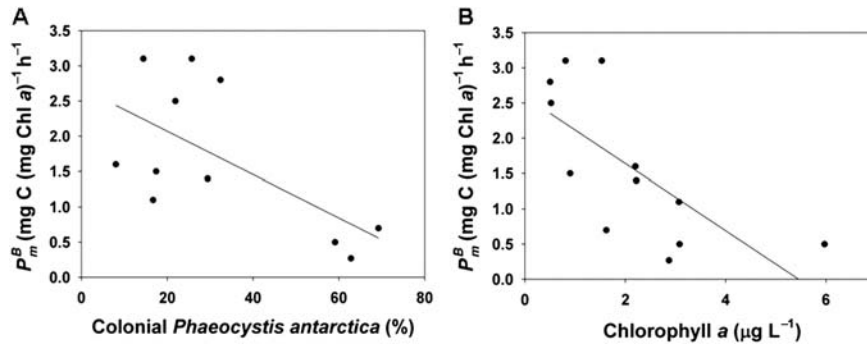 A
P_m^B (mg C (mg Chl a)⁻¹ h⁻¹
3.5
3.0
2.5
2.0
1.5
1.0
0.5
0.0
0 20 40 60 80
Colonial Phaeocystis antarctica (%)
B
P_m^B (mg C (mg Chl a)⁻¹ h⁻¹
3.5
3.0
2.5
2.0
1.5
1.0
0.5
0.0
0 2 4 6
Chlorophyll a (μg L⁻¹)